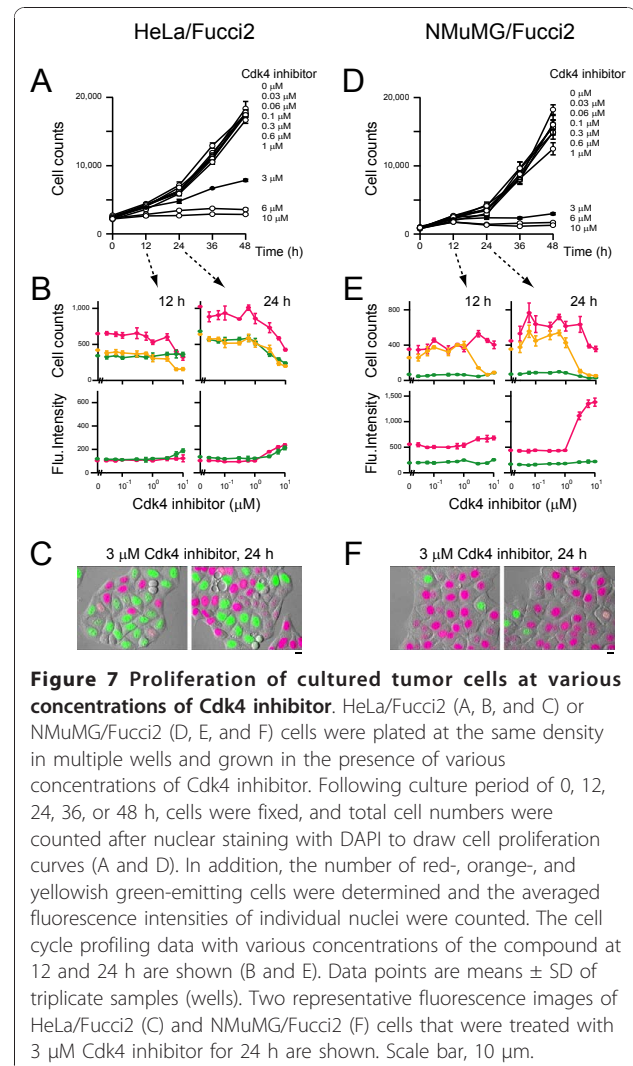 HeLa/Fucci2
NMuMG/Fucci2
A
Cdk4 inhibitor
0 µM
0.03 µM
0.06 µM
0.1 µM
0.3 µM
0.6 µM
1 µM
3 µM
6 µM
10 µM
20,000
10,000
0
Cell counts
0 12 24 36 48
Time (h)
D
Cdk4 inhibitor
0 µM
0.03 µM
0.06 µM
0.1 µM
0.3 µM
0.6 µM
1 µM
3 µM
6 µM
10 µM
20,000
10,000
0
Cell counts
0 12 24 36 48
Time (h)
B
12 h
24 h
1,000
500
0
Cell counts
600
400
200
0
Flu.Intensity
0 10⁻¹ 10⁰ 10¹
0 10⁻¹ 10⁰ 10¹
Cdk4 inhibitor (µM)
E
12 h
24 h
800
400
0
Cell counts
1,500
1,000
500
0
Flu.Intensity
0 10⁻¹ 10⁰ 10¹
0 10⁻¹ 10⁰ 10¹
Cdk4 inhibitor (µM)
C
3 µM Cdk4 inhibitor, 24 h
F
3 µM Cdk4 inhibitor, 24 h
Figure 7 Proliferation of cultured tumor cells at various
concentrations of Cdk4 inhibitor. HeLa/Fucci2 (A, B, and C) or
NMuMG/Fucci2 (D, E, and F) cells were plated at the same density
in multiple wells and grown in the presence of various
concentrations of Cdk4 inhibitor. Following culture period of 0, 12,
24, 36, or 48 h, cells were fixed, and total cell numbers were
counted after nuclear staining with DAPI to draw cell proliferation
curves (A and D). In addition, the number of red-, orange-, and
yellowish green-emitting cells were determined and the averaged
fluorescence intensities of individual nuclei were counted. The cell
cycle profiling data with various concentrations of the compound at
12 and 24 h are shown (B and E). Data points are means ± SD of
triplicate samples (wells). Two representative fluorescence images of
HeLa/Fucci2 (C) and NMuMG/Fucci2 (F) cells that were treated with
3 µM Cdk4 inhibitor for 24 h are shown. Scale bar, 10 µm.